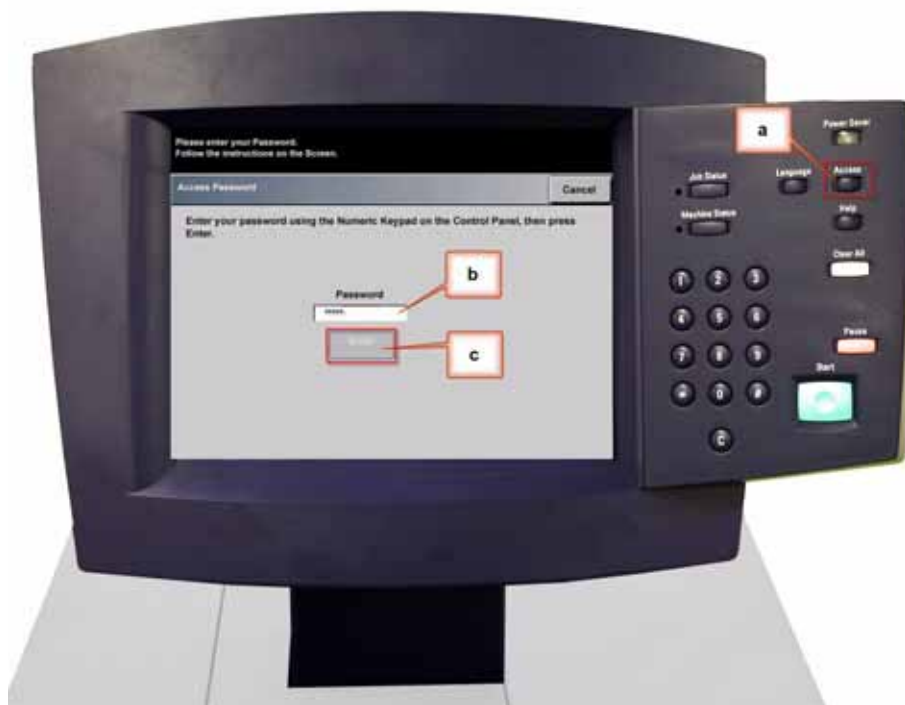 Please enter your Password.
Follow the instructions on the Screen.
Access Password
Cancel
Enter your password using the Numeric Keypad on the Control Panel, then press
Enter.
Password
b
c
a
Power Saver
Job Status
Language
Access
Machine Status
Help
Clear All
1 2 3
4 5 6
7 8 9
* 0 #
C
Pause
Start